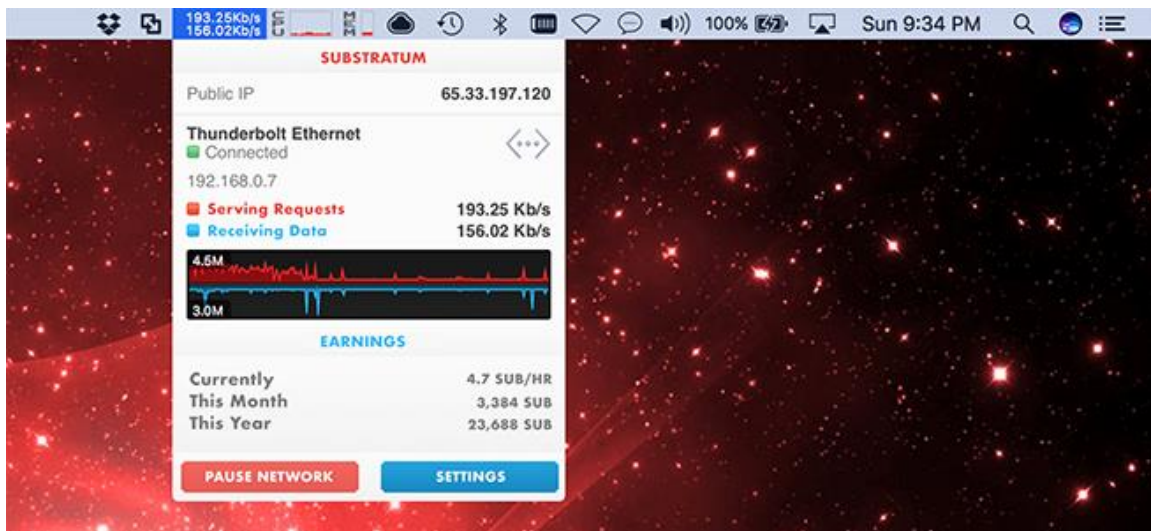 193.25Kb/s CPU MEM 100% Sun 9:34 PM
156.02Kb/s
SUBSTRATUM
Public IP 65.33.197.120
Thunderbolt Ethernet
Connected
192.168.0.7
Serving Requests 193.25 Kb/s
Receiving Data 156.02 Kb/s
4.5M
3.0M
EARNINGS
Currently 4.7 SUB/HR
This Month 3,384 SUB
This Year 23,688 SUB
PAUSE NETWORK SETTINGS